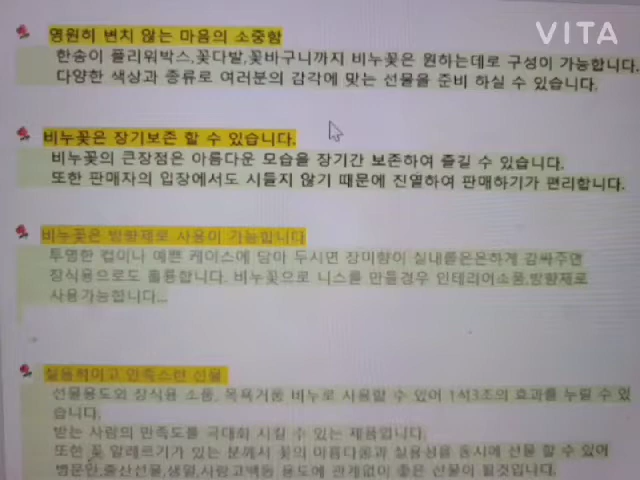 VITA
영원히 변치 않는 마음의 소중함
한송이 플리워박스,꽃다발,꽃바구니까지 비누꽃은 원하는데로 구성이 가능합니다.
다양한 색상과 종류로 여러분의 감각에 맞는 선물을 준비 하실 수 있습니다.
비누꽃은 장기보존 할 수 있습니다.
비누꽃의 큰장점은 아름다운 모습을 장기간 보존하여 즐길 수 있습니다.
또한 판매자의 입장에서도 시들지 않기 때문에 진열하여 판매하기가 편리합니다.
비누꽃은 방향제로 사용이 가능합니다
투명한 컵이나 예쁜 케이스에 담아 두시면 장미향이 실내를은은하게 감싸주면
장식용으로도 훌륭합니다. 비누꽃으로 니스를 만들경우 인테리어소품,방향제로
사용가능합니다...
실용적이고 만족스런 선물
선물용도와 장식용 소품, 목욕거품 비누로 사용할 수 있어 1석3조의 효과를 누릴 수 있
습니다.
받는 사람의 만족도를 극대화 시킬 수 있는 제품입니다.
또한 꽃 알레르기가 있는 분께서 꽃의 아름다움과 실용성을 동시에 선물 할 수 있어
병문안,출산선물,생일,사랑고백등 용도에 관계없이 좋은 선물이 될것입니다.